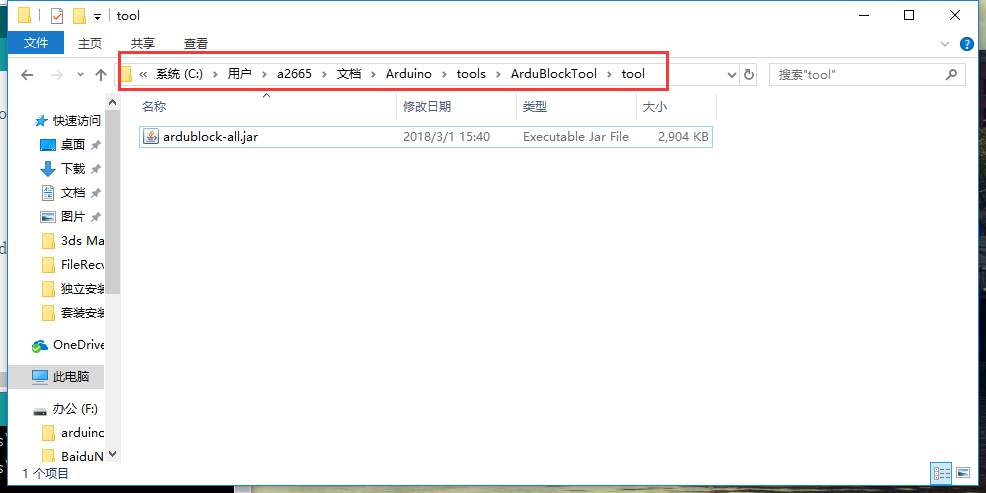 tool
文件 主页 共享 查看
« 系统 (C:) › 用户 › a2665 › 文档 › Arduino › tools › ArduBlockTool › tool
搜索"tool"
名称 修改日期 类型 大小
ardublock-all.jar 2018/3/1 15:40 Executable Jar File 2,904 KB
快速访问
桌面
下载
文档
图片
3ds Ma
FileRecv
独立安装
套装安装
OneDrive
此电脑
办公 (F:)
arduino
BaiduN
1 个项目